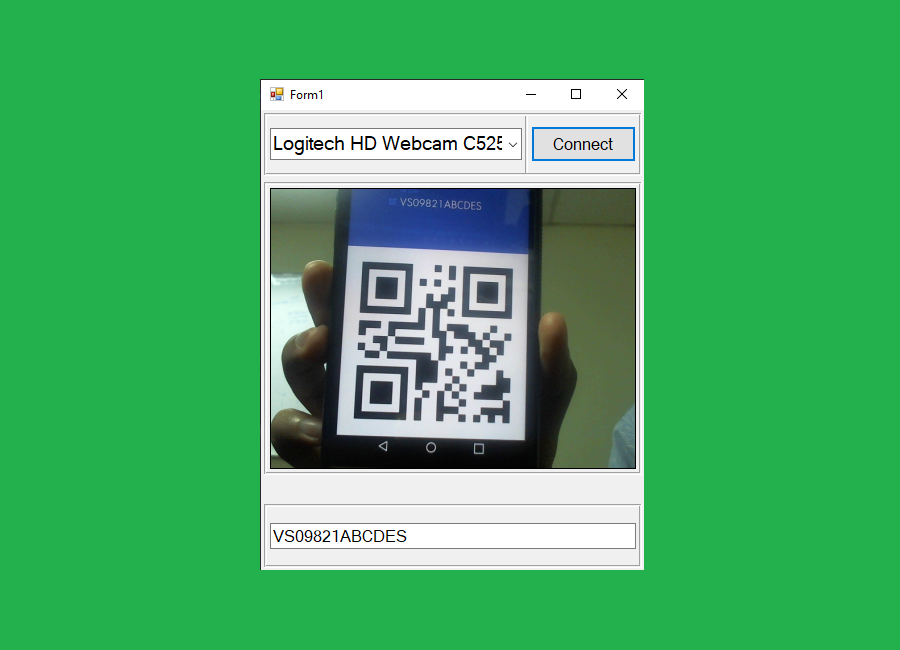 Form1
Logitech HD Webcam C525
Connect
VS09821ABCDES
VS09821ABCDES